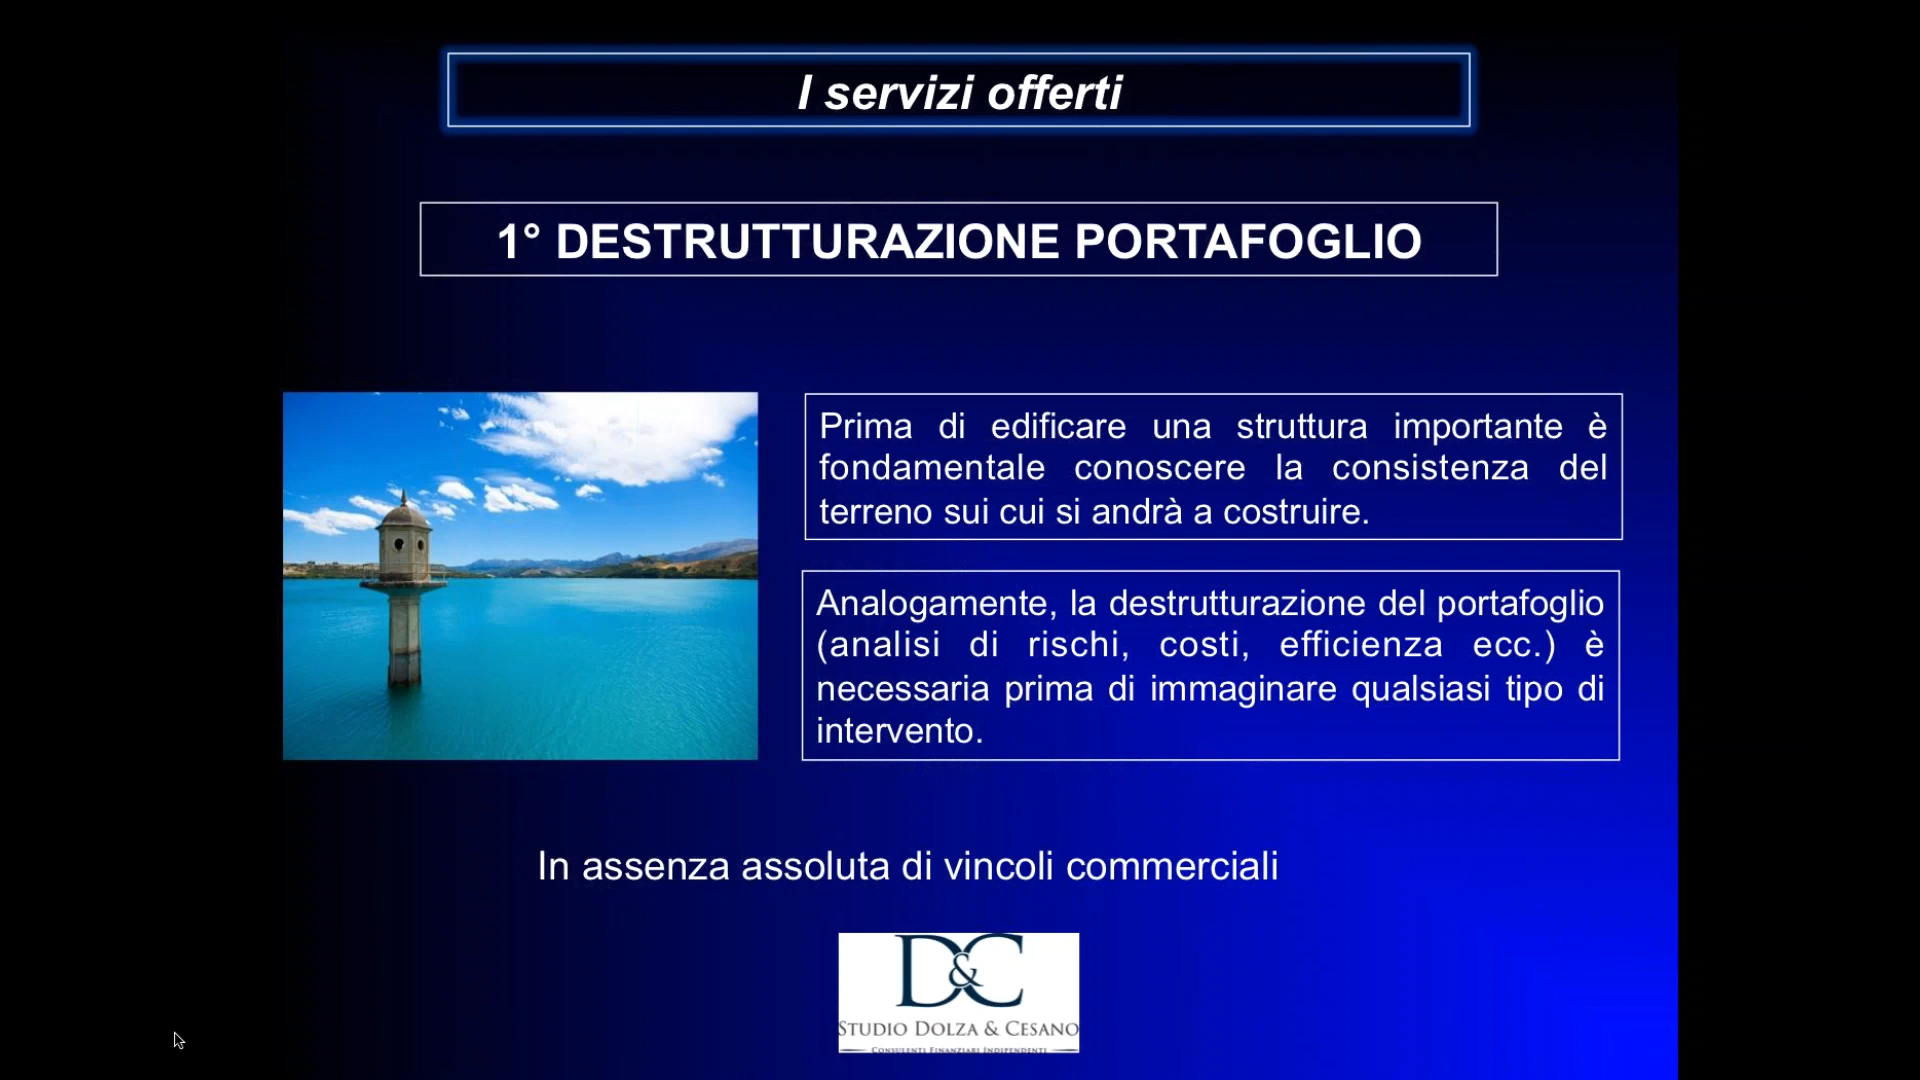 I servizi offerti
1° DESTRUTTURAZIONE PORTAFOGLIO
Prima di edificare una struttura importante è
fondamentale conoscere la consistenza del
terreno sui cui si andrà a costruire.
Analogamente, la destrutturazione del portafoglio
(analisi di rischi, costi, efficienza ecc.) è
necessaria prima di immaginare qualsiasi tipo di
intervento.
In assenza assoluta di vincoli commerciali
D&C
STUDIO DOLZA & CESANO
CONSULENTI FINANZIARI INDIPENDENTI